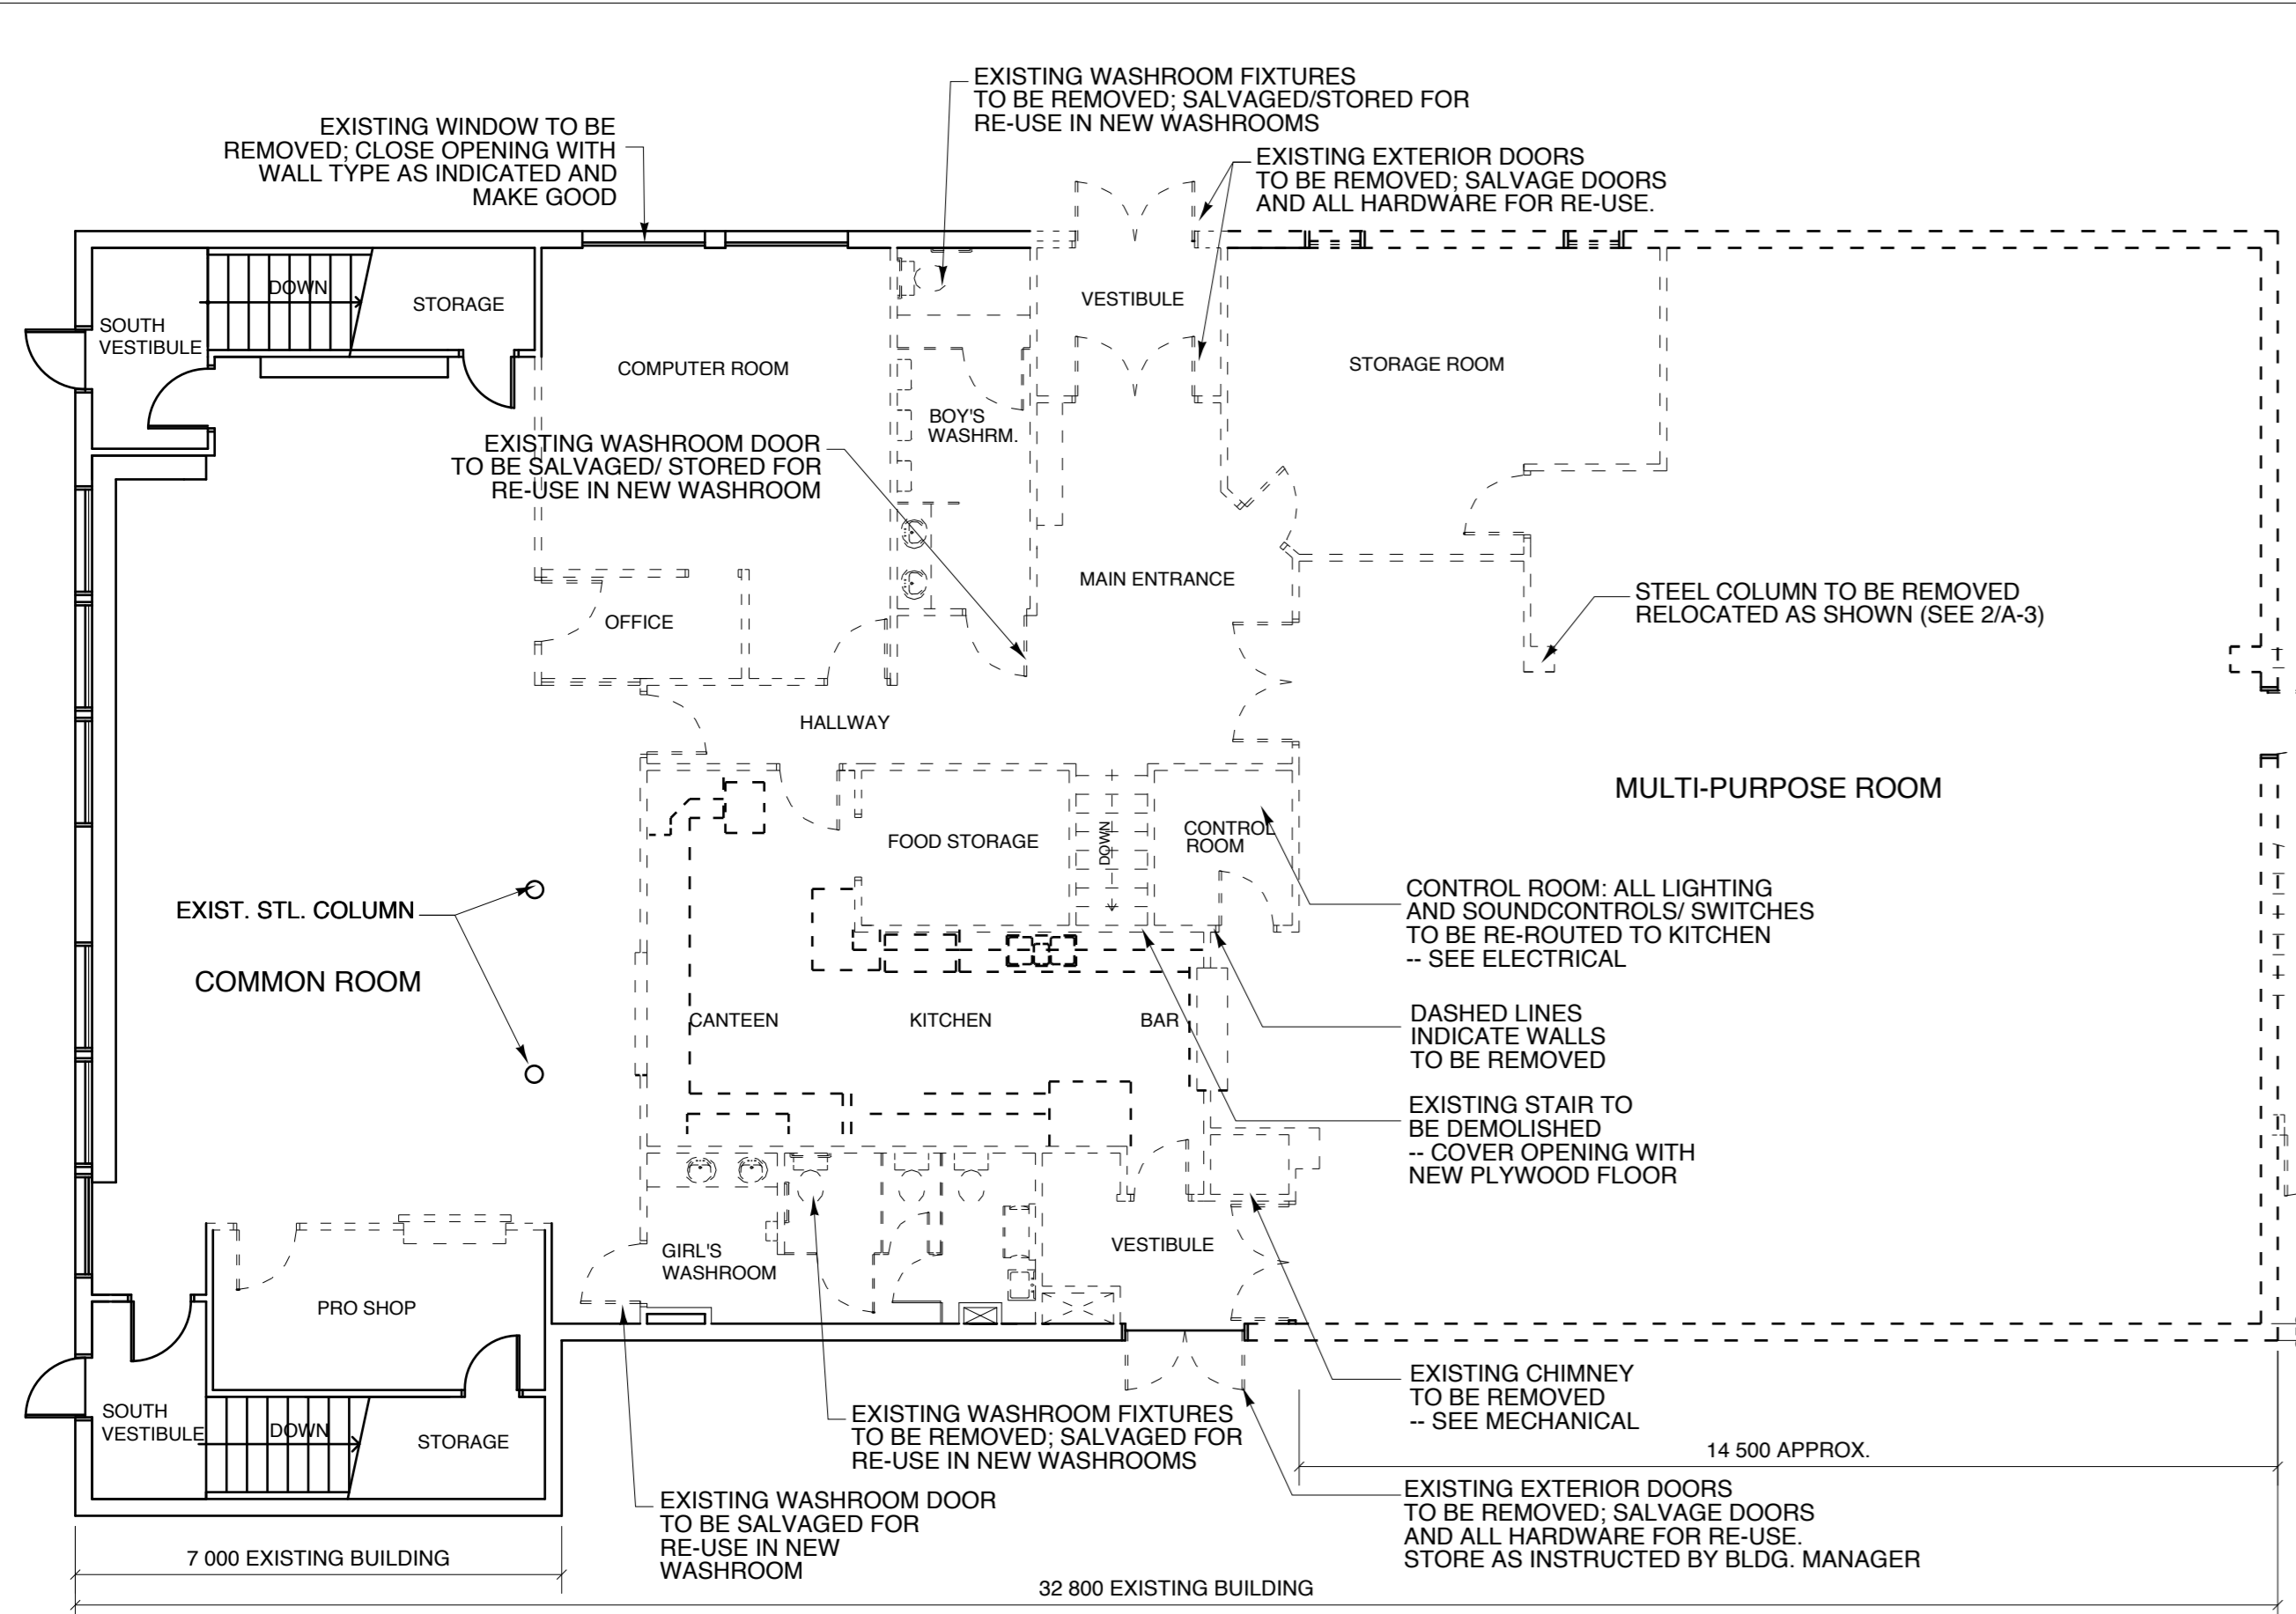 EXISTING WASHROOM FIXTURES
TO BE REMOVED; SALVAGED/STORED FOR
RE-USE IN NEW WASHROOMS
EXISTING WINDOW TO BE
REMOVED; CLOSE OPENING WITH
WALL TYPE AS INDICATED AND
MAKE GOOD
EXISTING EXTERIOR DOORS
TO BE REMOVED; SALVAGE DOORS
AND ALL HARDWARE FOR RE-USE.
DOWN
STORAGE
SOUTH
VESTIBULE
VESTIBULE
COMPUTER ROOM
STORAGE ROOM
BOY'S
WASHRM.
EXISTING WASHROOM DOOR
TO BE SALVAGED/ STORED FOR
RE-USE IN NEW WASHROOM
MAIN ENTRANCE
OFFICE
STEEL COLUMN TO BE REMOVED
RELOCATED AS SHOWN (SEE 2/A-3)
HALLWAY
MULTI-PURPOSE ROOM
FOOD STORAGE
DOWN
CONTROL
ROOM
EXIST. STL. COLUMN
CONTROL ROOM: ALL LIGHTING
AND SOUNDCONTROLS/ SWITCHES
TO BE RE-ROUTED TO KITCHEN
-- SEE ELECTRICAL
COMMON ROOM
CANTEEN
KITCHEN
BAR
DASHED LINES
INDICATE WALLS
TO BE REMOVED
EXISTING STAIR TO
BE DEMOLISHED
-- COVER OPENING WITH
NEW PLYWOOD FLOOR
GIRL'S
WASHROOM
VESTIBULE
PRO SHOP
EXISTING CHIMNEY
TO BE REMOVED
-- SEE MECHANICAL
SOUTH
VESTIBULE
DOWN
STORAGE
EXISTING WASHROOM FIXTURES
TO BE REMOVED; SALVAGED FOR
RE-USE IN NEW WASHROOMS
14 500 APPROX.
EXISTING WASHROOM DOOR
TO BE SALVAGED FOR
RE-USE IN NEW
WASHROOM
EXISTING EXTERIOR DOORS
TO BE REMOVED; SALVAGE DOORS
AND ALL HARDWARE FOR RE-USE.
STORE AS INSTRUCTED BY BLDG. MANAGER
7 000 EXISTING BUILDING
32 800 EXISTING BUILDING